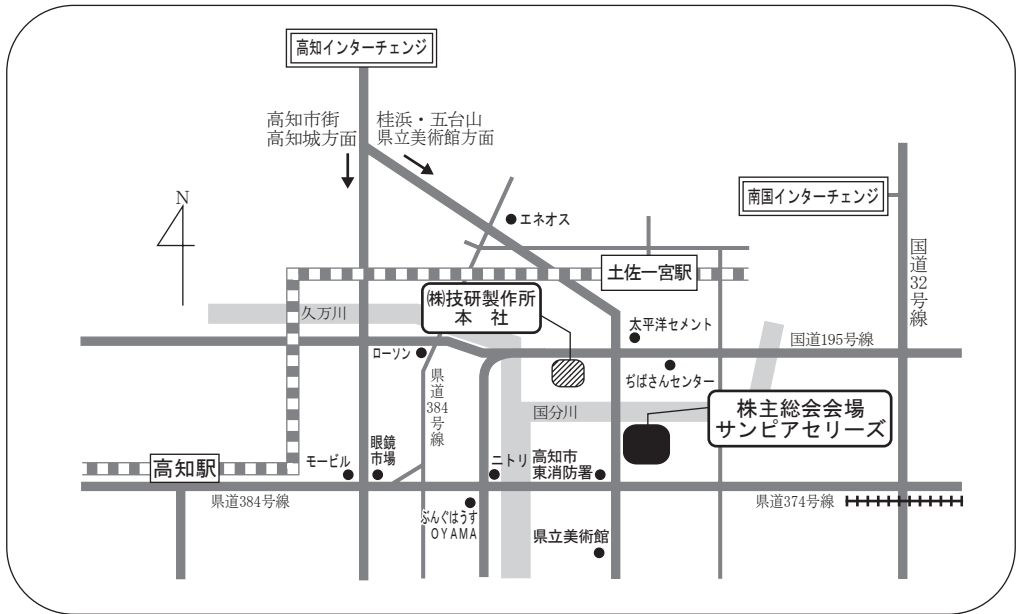 高知インターチェンジ
高知市街
高知城方面
桂浜・五台山
県立美術館方面
N
エネオス
南国インターチェンジ
国道32号線
土佐一宮駅
㈱技研製作所
本　社
久万川
太平洋セメント
国道195号線
ローソン
県道384号線
ぢばさんセンター
株主総会会場
サンピアセリーズ
国分川
高知駅
モービル
眼鏡
市場
ニトリ
高知市
東消防署
県道384号線
県道374号線
ぶんぐはうす
OYAMA
県立美術館